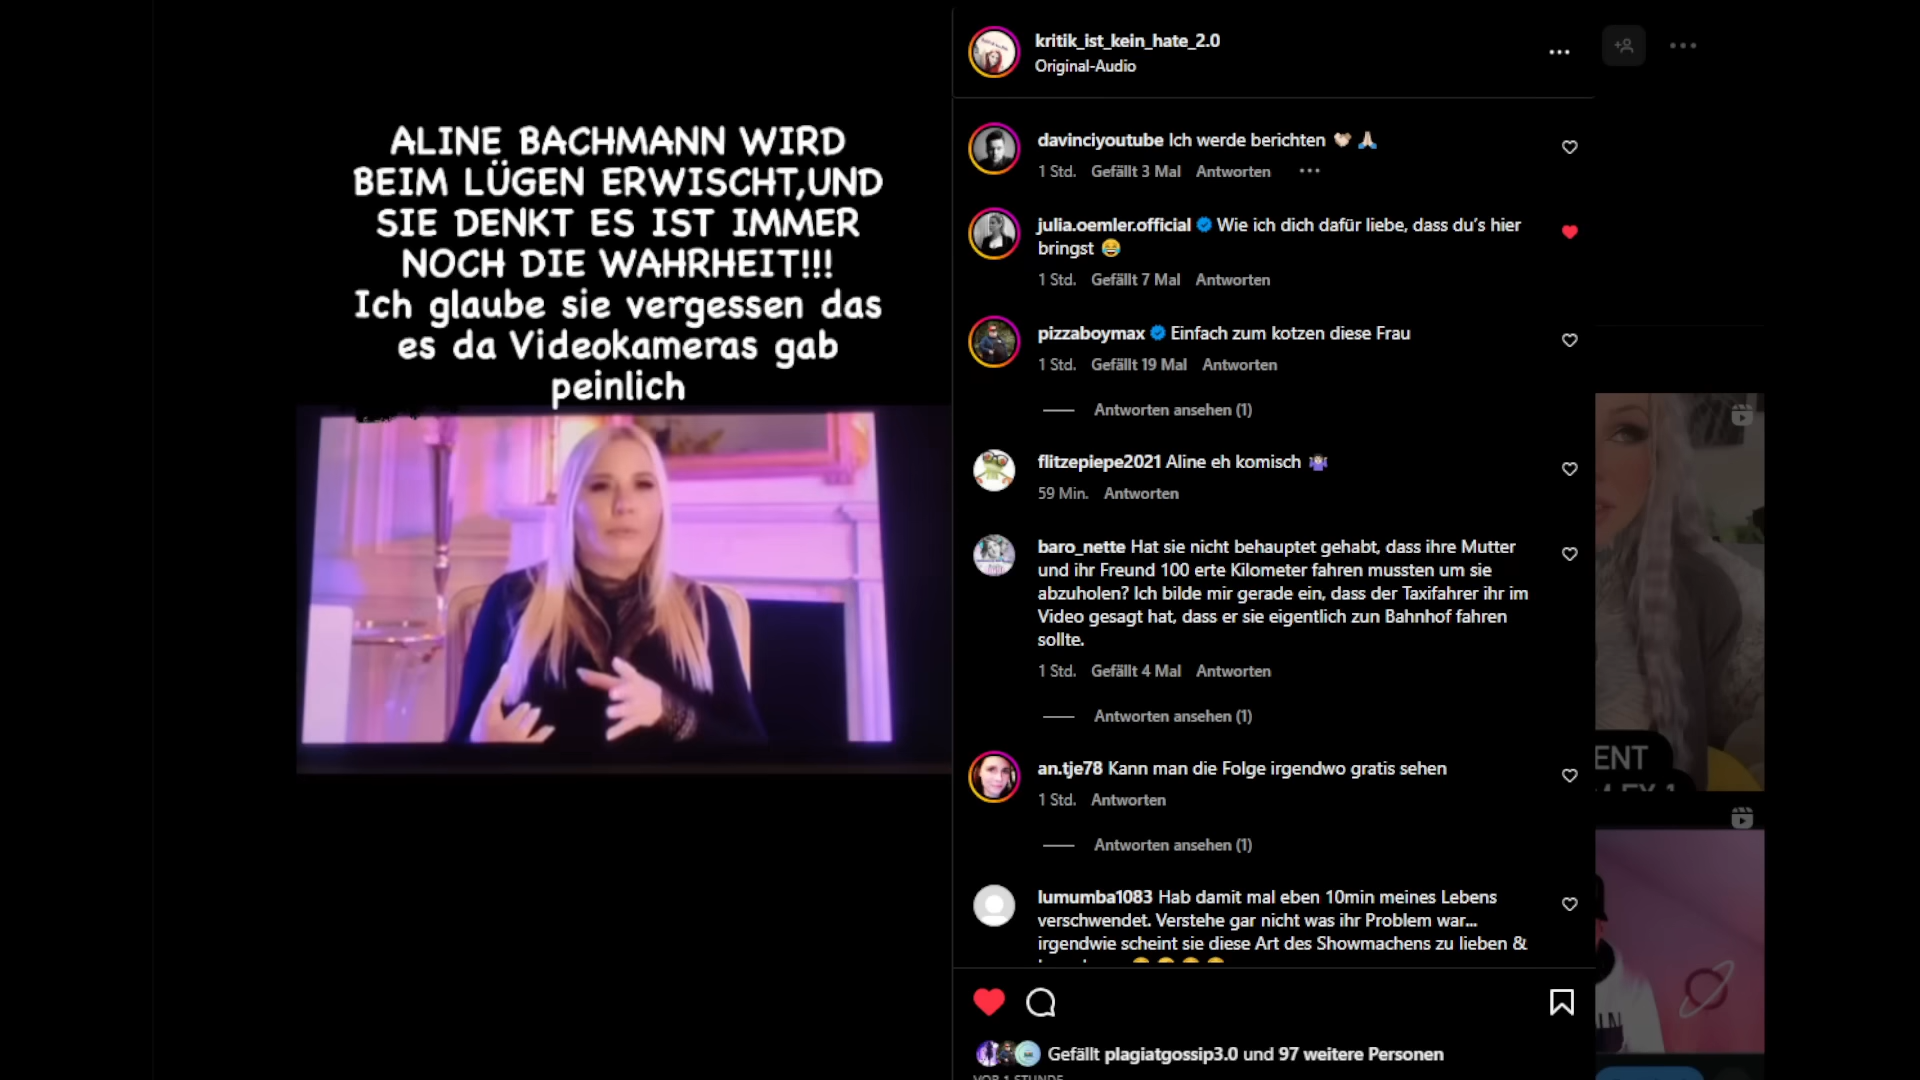 ALINE BACHMANN WIRD
BEIM LÜGEN ERWISCHT,UND
SIE DENKT ES IST IMMER
NOCH DIE WAHRHEIT!!!
Ich glaube sie vergessen das
es da Videokameras gab
peinlich
kritik_ist_kein_hate_2.0
Original-Audio
davinciyoutube Ich werde berichten 🤝🏻 🙏🏻
1 Std. Gefällt 3 Mal Antworten
julia.oemler.official Wie ich dich dafür liebe, dass du’s hier
bringst 😂
1 Std. Gefällt 7 Mal Antworten
pizzaboymax Einfach zum kotzen diese Frau
1 Std. Gefällt 19 Mal Antworten
Antworten ansehen (1)
flitzepiepe2021 Aline eh komisch 🤷🏻‍♀️
59 Min. Antworten
baro_nette Hat sie nicht behauptet gehabt, dass ihre Mutter
und ihr Freund 100 erte Kilometer fahren mussten um sie
abzuholen? Ich bilde mir gerade ein, dass der Taxifahrer ihr im
Video gesagt hat, dass er sie eigentlich zun Bahnhof fahren
sollte.
1 Std. Gefällt 4 Mal Antworten
Antworten ansehen (1)
an.tje78 Kann man die Folge irgendwo gratis sehen
1 Std. Antworten
Antworten ansehen (1)
lumumba1083 Hab damit mal eben 10min meines Lebens
verschwendet. Verstehe gar nicht was ihr Problem war...
irgendwie scheint sie diese Art des Showmachens zu lieben &
Gefällt plagiatgossip3.0 und 97 weitere Personen
VOR 1 STUNDE
ENT